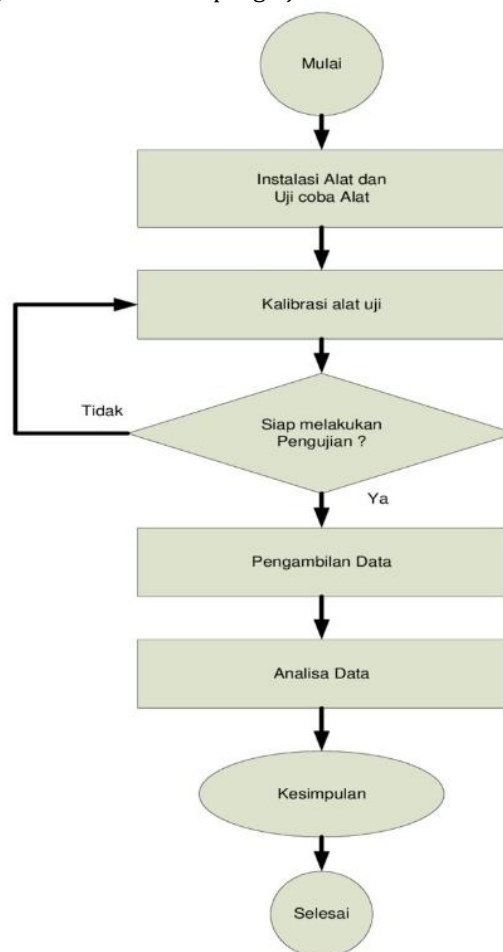 Mulai
Instalasi Alat dan
Uji coba Alat
Kalibrasi alat uji
Tidak
Siap melakukan
Pengujian ?
Ya
Pengambilan Data
Analisa Data
Kesimpulan
Selesai